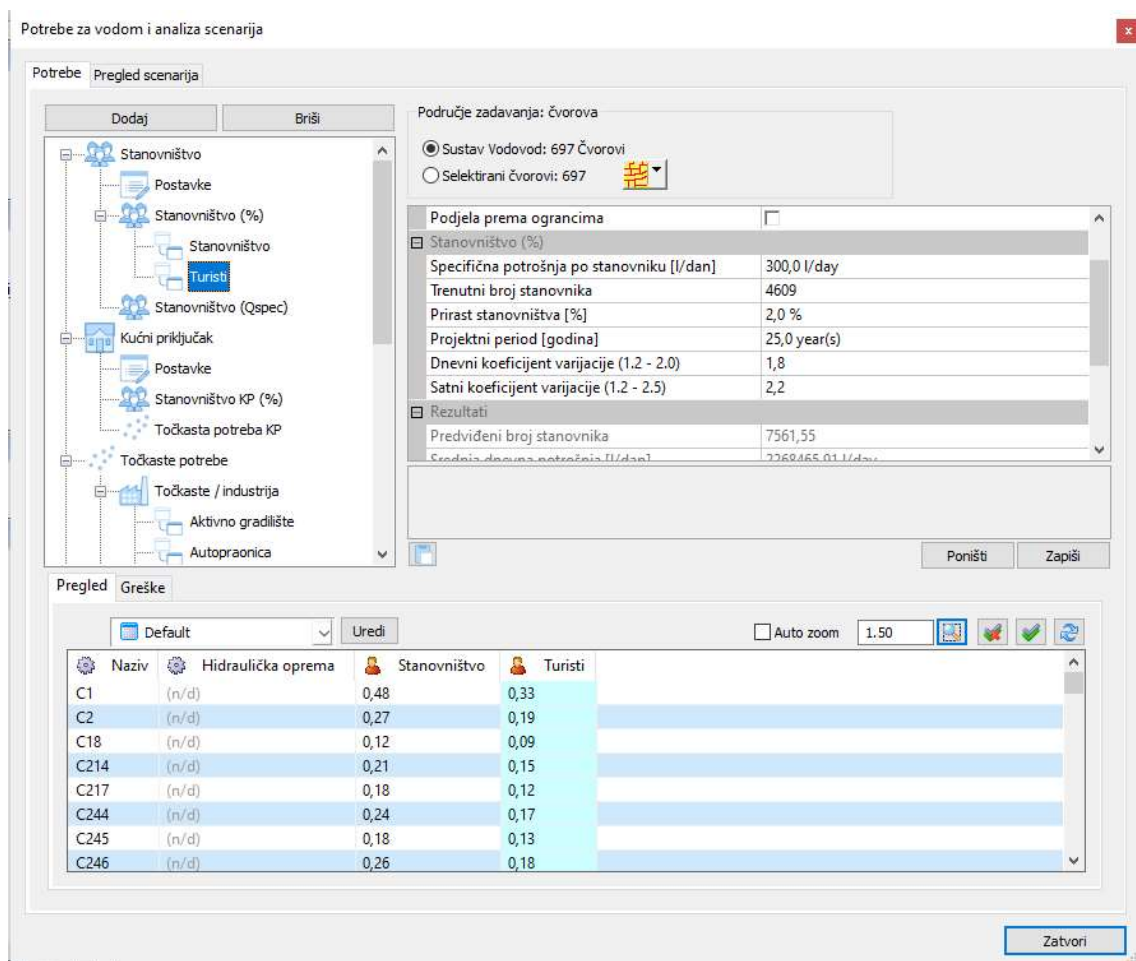 Potrebe za vodom i analiza scenarija
Potrebe Pregled scenarija
Dodaj Briši
Stanovništvo
Postavke
Stanovništvo (%)
Stanovništvo
Turisti
Stanovništvo (Qspec)
Kućni priključak
Postavke
Stanovništvo KP (%)
Točkasta potreba KP
Točkaste potrebe
Točkaste / industrija
Aktivno gradilište
Autopraonica
Područje zadavanja: čvorova
Sustav Vodovod: 697 Čvorovi
Selektirani čvorovi: 697
Podjela prema ograncima
Stanovništvo (%)
Specifična potrošnja po stanovniku [l/dan] 300,0 l/day
Trenutni broj stanovnika 4609
Prirast stanovništva [%] 2,0 %
Projektni period [godina] 25,0 year(s)
Dnevni koeficijent varijacije (1.2 - 2.0) 1,8
Satni koeficijent varijacije (1.2 - 2.5) 2,2
Rezultati
Predviđeni broj stanovnika 7561,55
Srednja dnevna potrošnja [l/dan] 2268465,91 l/day
Poništi Zapiši
Pregled Greške
Default Uredi Auto zoom 1.50
Naziv Hidraulička oprema Stanovništvo Turisti
C1 (n/d) 0,48 0,33
C2 (n/d) 0,27 0,19
C18 (n/d) 0,12 0,09
C214 (n/d) 0,21 0,15
C217 (n/d) 0,18 0,12
C244 (n/d) 0,24 0,17
C245 (n/d) 0,18 0,13
C246 (n/d) 0,26 0,18
Zatvori